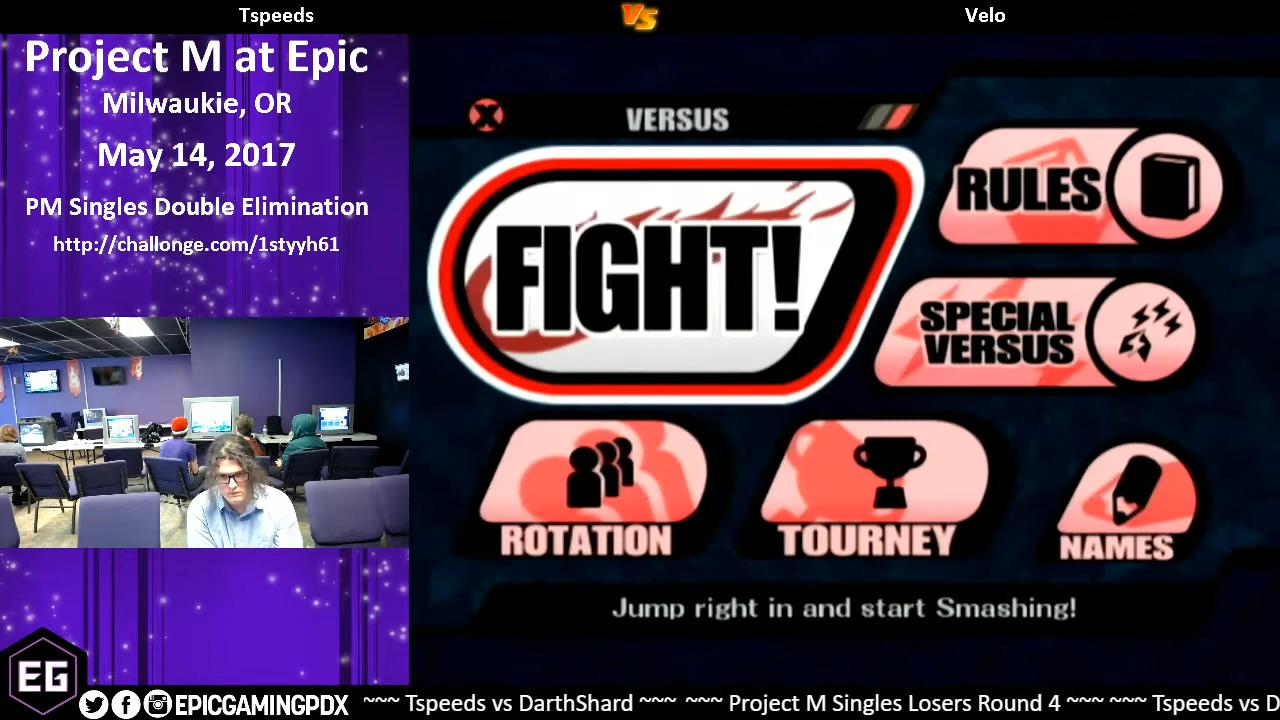 Tspeeds
VS
Velo
Project M at Epic
Milwaukie, OR
May 14, 2017
PM Singles Double Elimination
http://challonge.com/1styyh61
VERSUS
FIGHT!
RULES
SPECIAL
VERSUS
ROTATION
TOURNEY
NAMES
Jump right in and start Smashing!
EG
EPICGAMINGPDX
~~~ Tspeeds vs DarthShard ~~~ ~~~ Project M Singles Losers Round 4 ~~~ ~~~ Tspeeds vs D